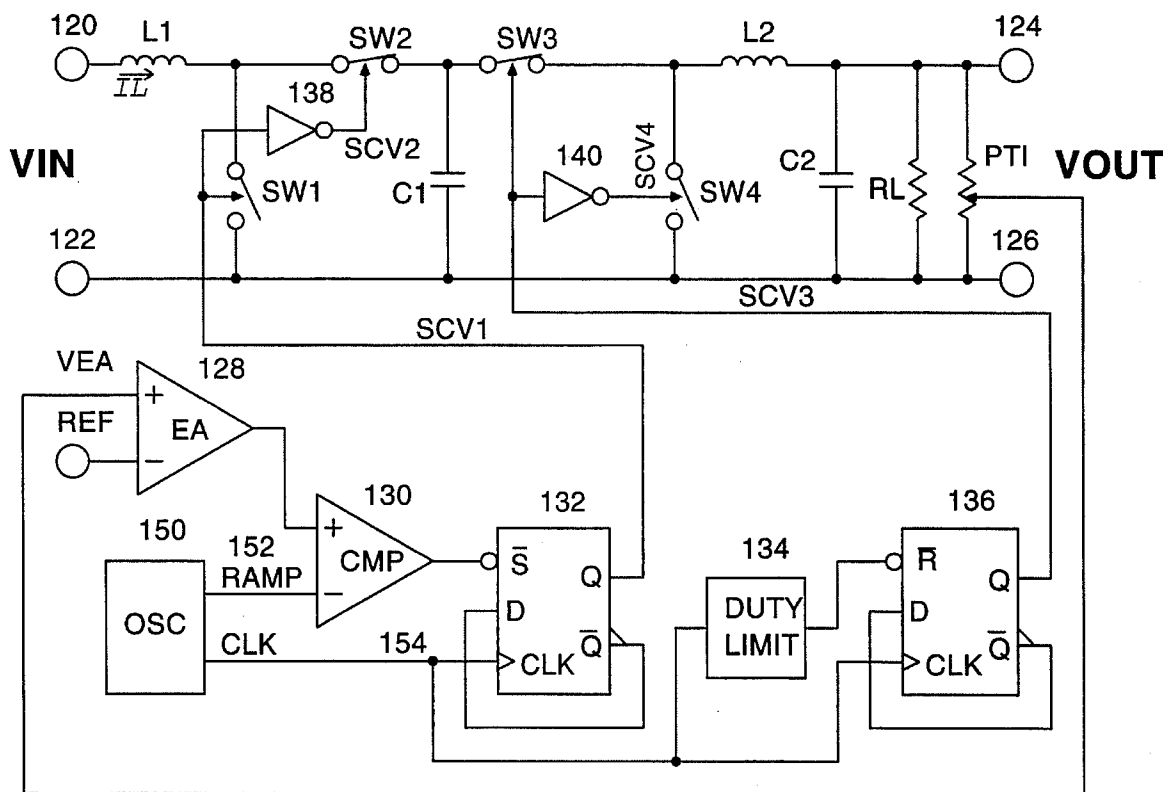 120
L1
SW2
SW3
L2
124
IL
138
SCV2
VIN
SW1
C1
140
SCV4
SW4
C2
RL
PTI
VOUT
122
126
SCV3
SCV1
VEA
128
REF
+
EA
−
130
132
136
150
152
+
CMP
−
S̅
Q
134
R̅
Q
RAMP
D
DUTY
LIMIT
D
OSC
CLK
154
Q̅
CLK
Q̅
CLK